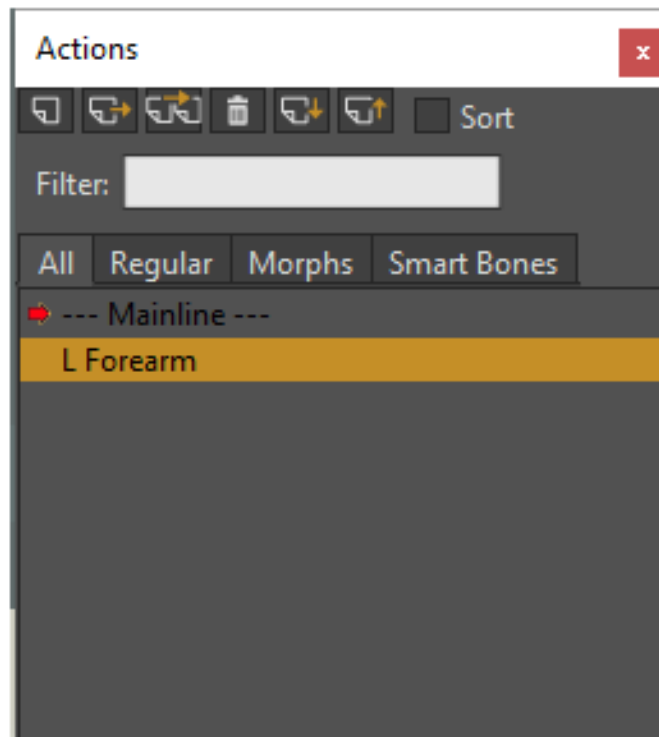 Actions
x
Sort
Filter:
All Regular Morphs Smart Bones
--- Mainline ---
L Forearm